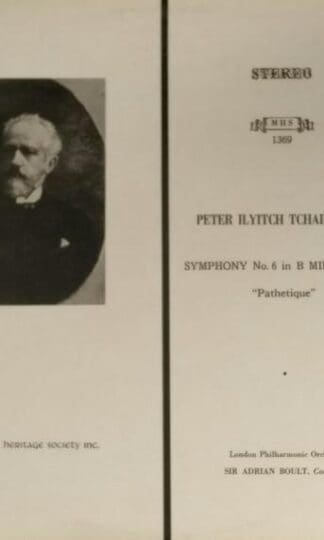 STEREO
MHS
1369
PETER ILYITCH TCHAI
SYMPHONY No. 6 in B MI
"Pathetique"
heritage society inc.
London Philharmonic Orc
SIR ADRIAN BOULT, Co